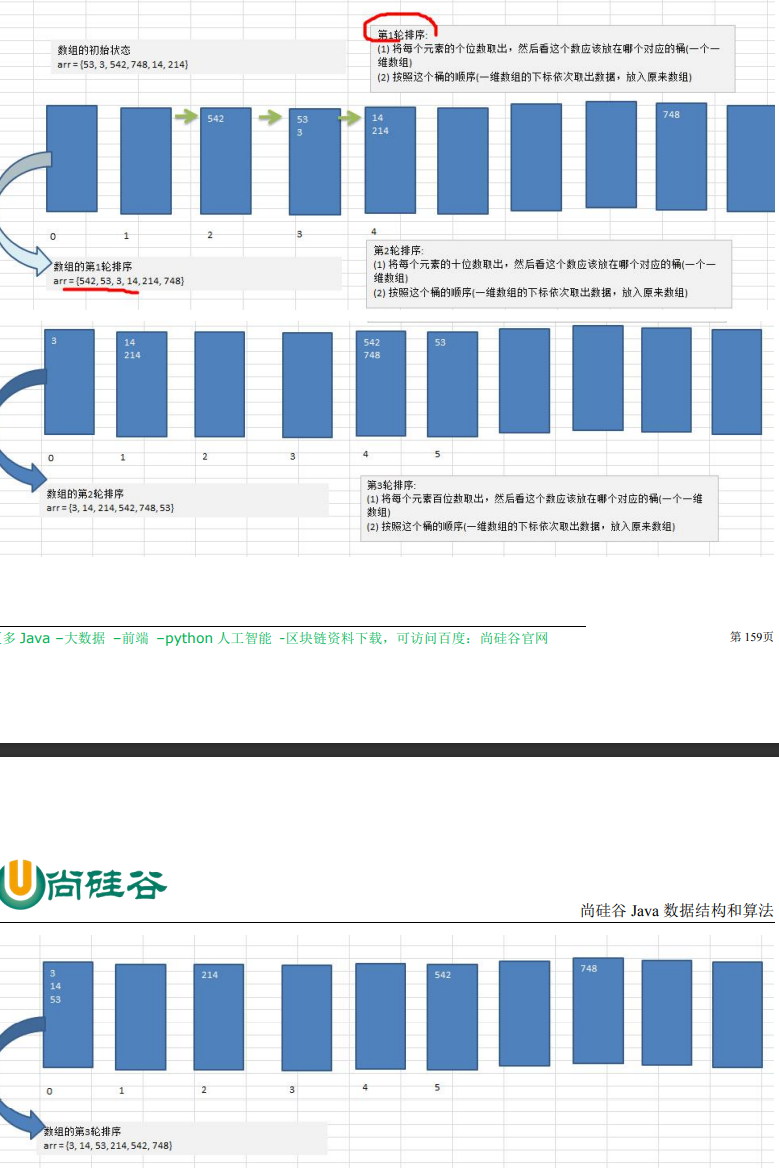 数组的初始状态
arr = {53, 3, 542, 748, 14, 214}
第1轮排序:
(1) 将每个元素的个位数取出，然后看这个数应该放在哪个对应的桶(一个一
维数组)
(2) 按照这个桶的顺序(一维数组的下标依次取出数据，放入原来数组)
542
53
3
14
214
748
0
1
2
3
4
数组的第1轮排序
arr = {542, 53, 3, 14, 214, 748}
第2轮排序:
(1) 将每个元素的十位数取出，然后看这个数应该放在哪个对应的桶(一个一
维数组)
(2) 按照这个桶的顺序(一维数组的下标依次取出数据，放入原来数组)
3
14
214
542
748
53
0
1
2
3
4
5
数组的第2轮排序
arr = {3, 14, 214, 542, 748, 53}
第3轮排序:
(1) 将每个元素百位数取出，然后看这个数应该放在哪个对应的桶(一个一维
数组)
(2) 按照这个桶的顺序(一维数组的下标依次取出数据，放入原来数组)
多 Java –大数据 –前端 –python 人工智能 -区块链资料下载，可访问百度：尚硅谷官网
第 159页
尚硅谷
尚硅谷 Java 数据结构和算法
3
14
53
214
542
748
0
1
2
3
4
5
数组的第3轮排序
arr = {3, 14, 53, 214, 542, 748}